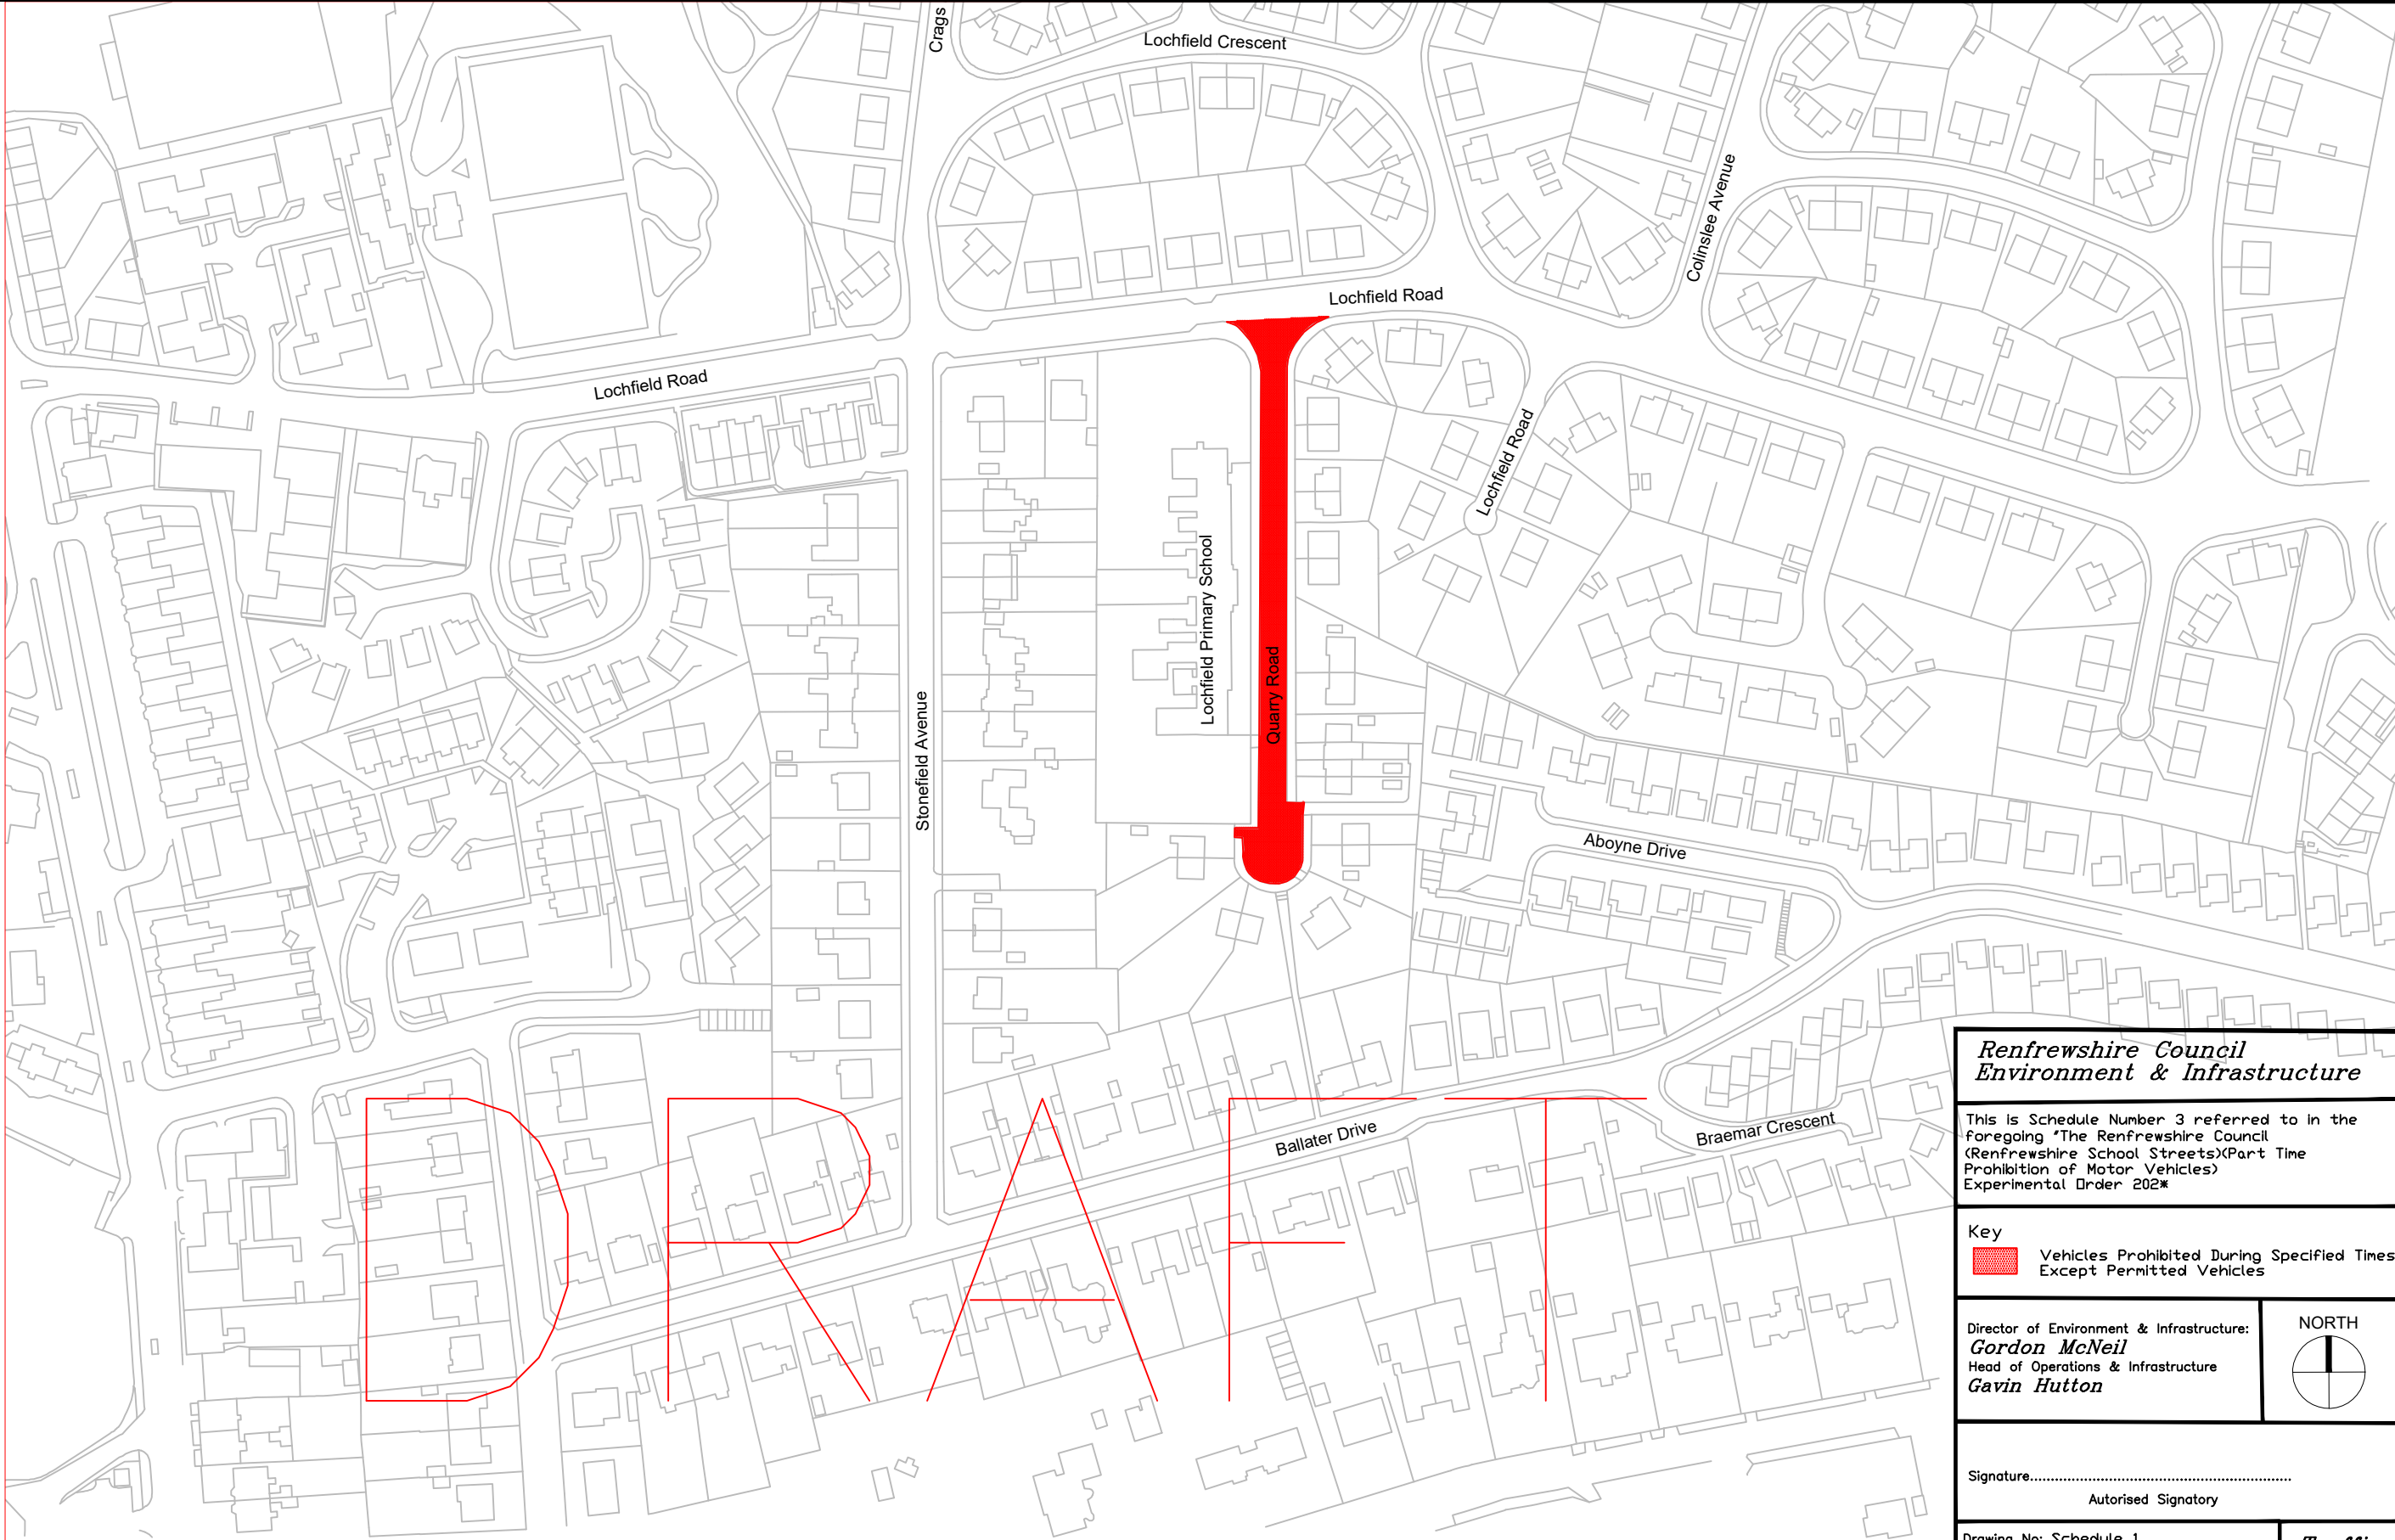 Crags
Lochfield Crescent
Colinslee Avenue
Lochfield Road
Lochfield Road
Lochfield Road
Lochfield Primary School
Quarry Road
Stonefield Avenue
Aboyne Drive
Ballater Drive
Braemar Crescent
DRAFT
Renfrewshire Council
Environment & Infrastructure
This is Schedule Number 3 referred to in the
foregoing "The Renfrewshire Council
(Renfrewshire School Streets)(Part Time
Prohibition of Motor Vehicles)
Experimental Order 202*
Key
Vehicles Prohibited During Specified Times
Except Permitted Vehicles
Director of Environment & Infrastructure:
Gordon McNeil
Head of Operations & Infrastructure
Gavin Hutton
NORTH
Signature..............................................................
Autorised Signatory
Drawing No: Schedule 1